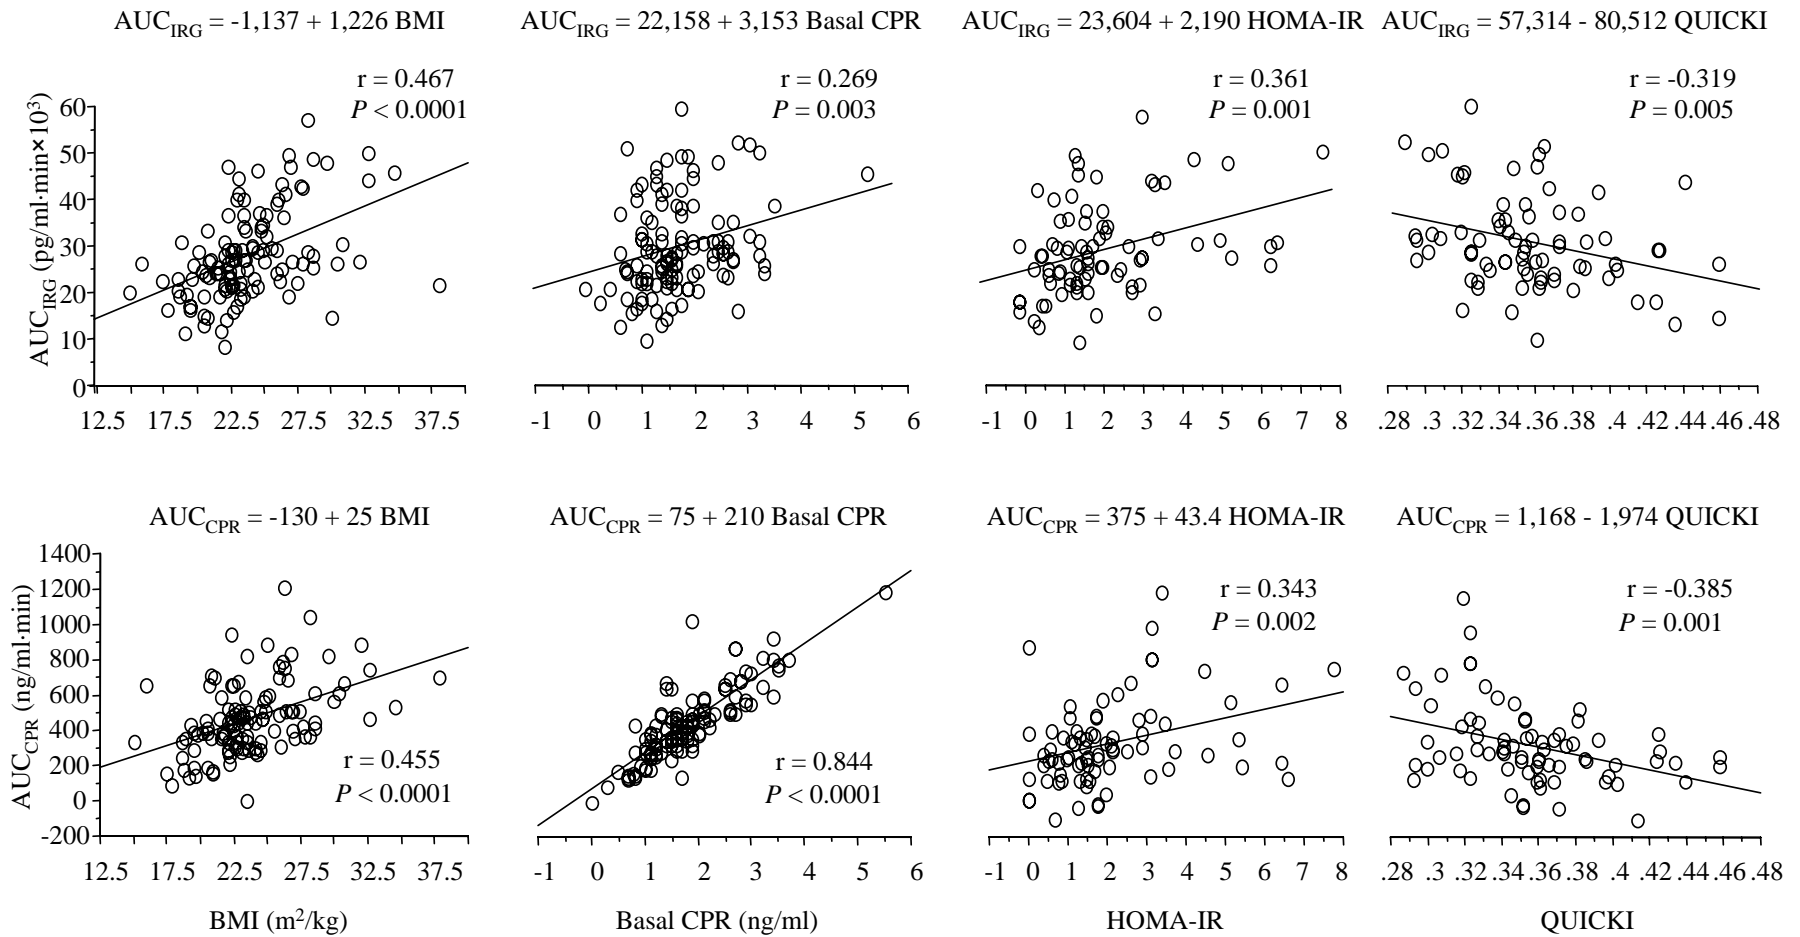 AUC_IRG = -1,137 + 1,226 BMI
r = 0.467
P < 0.0001
AUC_IRG (pg/ml·min×10³)
60
50
40
30
20
10
0
12.5 17.5 22.5 27.5 32.5 37.5
AUC_IRG = 22,158 + 3,153 Basal CPR
r = 0.269
P = 0.003
-1 0 1 2 3 4 5 6
AUC_IRG = 23,604 + 2,190 HOMA-IR
r = 0.361
P = 0.001
-1 0 1 2 3 4 5 6 7 8
AUC_IRG = 57,314 - 80,512 QUICKI
r = -0.319
P = 0.005
.28 .3 .32 .34 .36 .38 .4 .42 .44 .46 .48
AUC_CPR = -130 + 25 BMI
r = 0.455
P < 0.0001
AUC_CPR (ng/ml·min)
1400
1200
1000
800
600
400
200
0
-200
12.5 17.5 22.5 27.5 32.5 37.5
BMI (m²/kg)
AUC_CPR = 75 + 210 Basal CPR
r = 0.844
P < 0.0001
-1 0 1 2 3 4 5 6
Basal CPR (ng/ml)
AUC_CPR = 375 + 43.4 HOMA-IR
r = 0.343
P = 0.002
-1 0 1 2 3 4 5 6 7 8
HOMA-IR
AUC_CPR = 1,168 - 1,974 QUICKI
r = -0.385
P = 0.001
.28 .3 .32 .34 .36 .38 .4 .42 .44 .46 .48
QUICKI